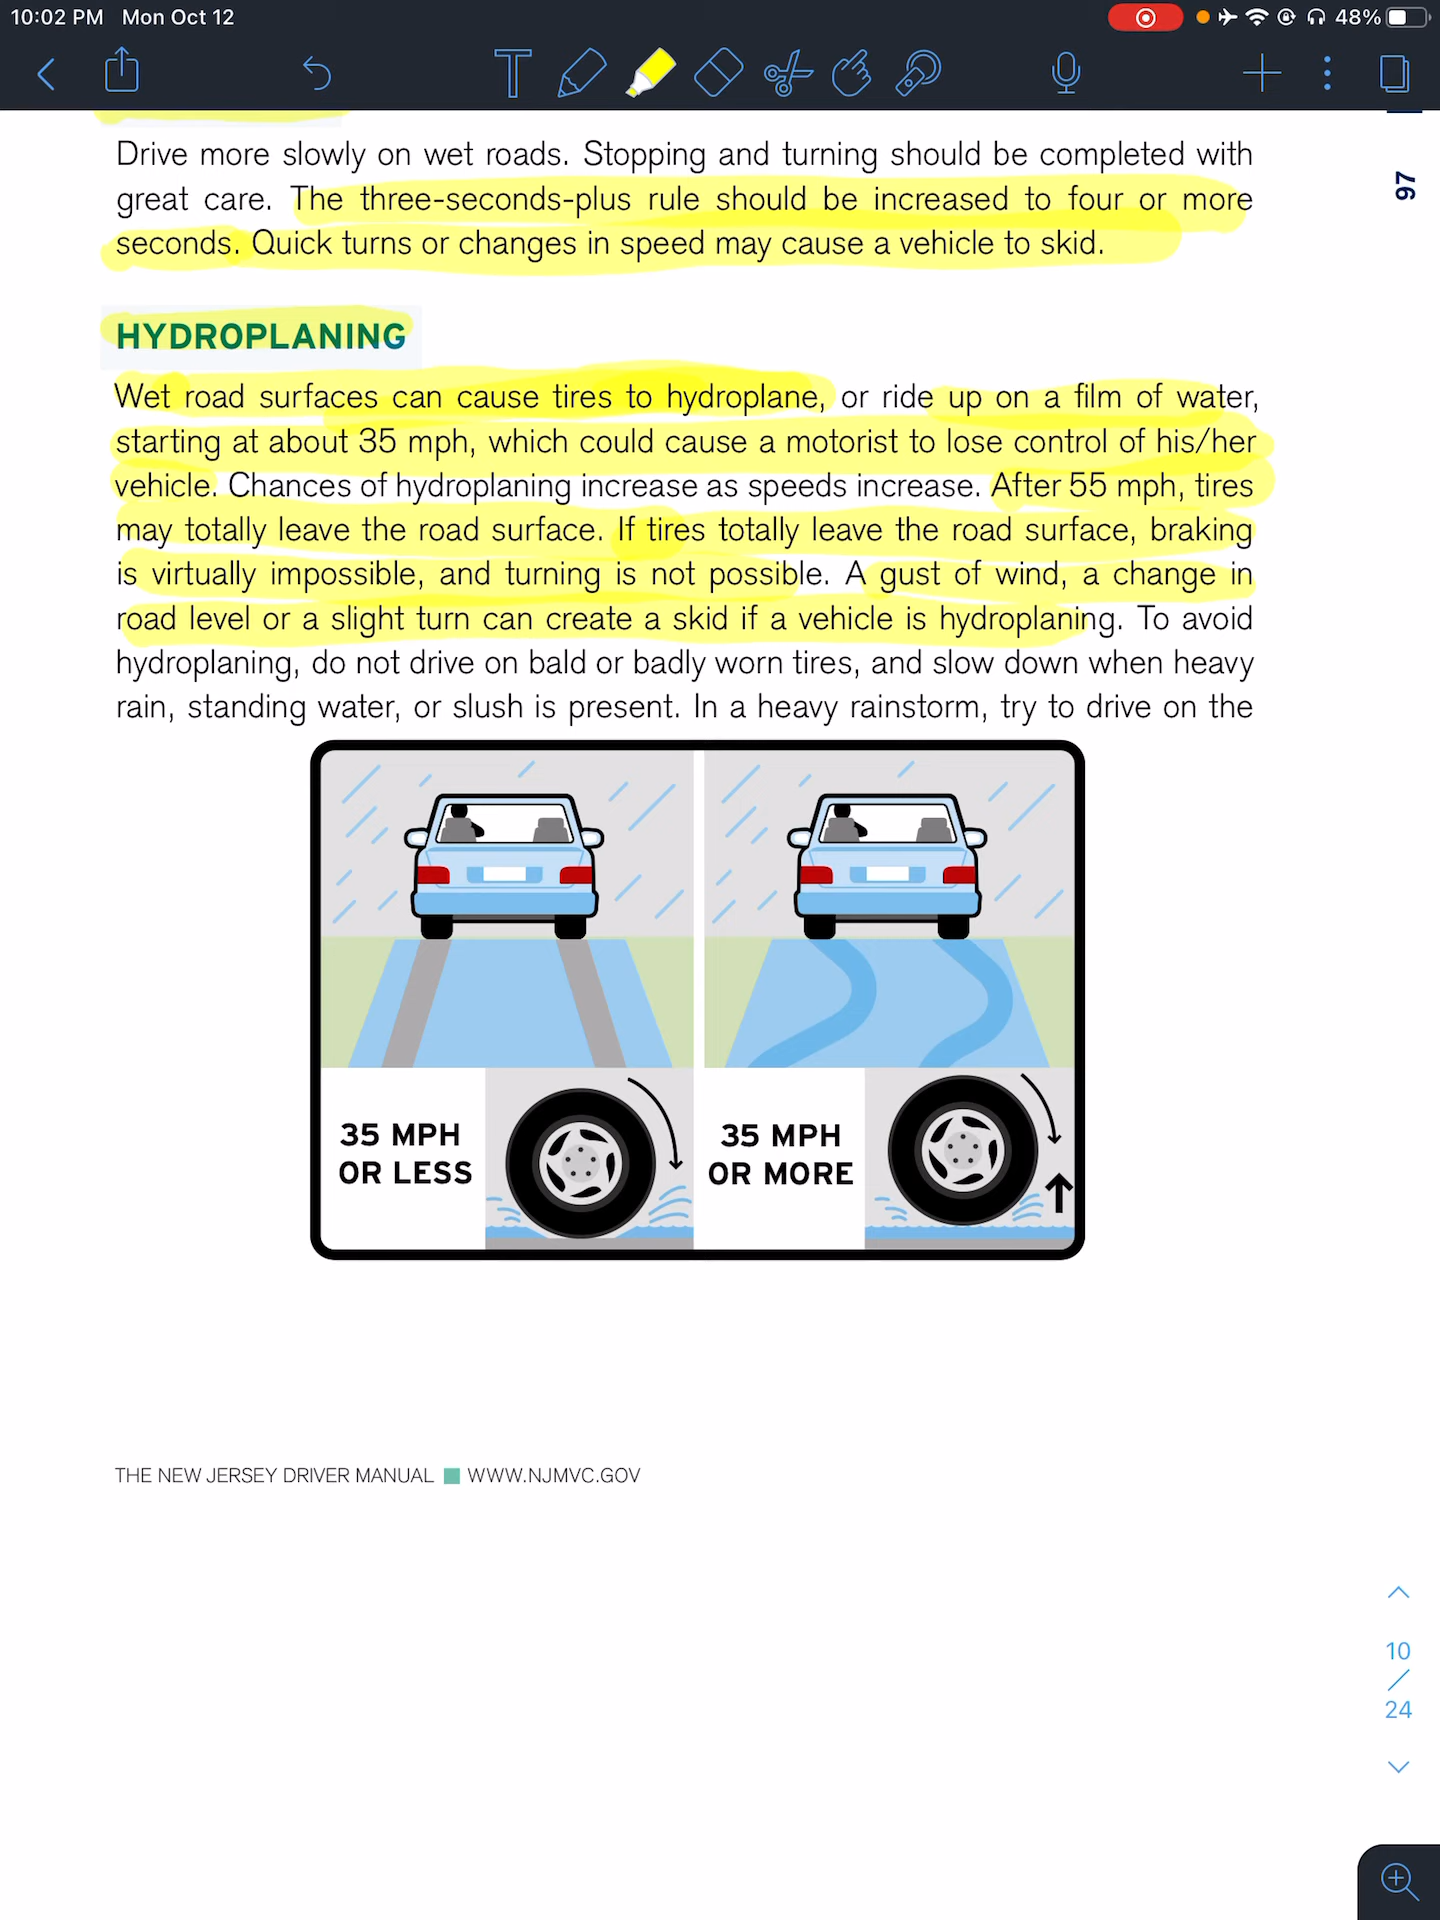 10:02 PM Mon Oct 12
48%
Drive more slowly on wet roads. Stopping and turning should be completed with
great care. The three-seconds-plus rule should be increased to four or more
seconds. Quick turns or changes in speed may cause a vehicle to skid.
97
HYDROPLANING
Wet road surfaces can cause tires to hydroplane, or ride up on a film of water,
starting at about 35 mph, which could cause a motorist to lose control of his/her
vehicle. Chances of hydroplaning increase as speeds increase. After 55 mph, tires
may totally leave the road surface. If tires totally leave the road surface, braking
is virtually impossible, and turning is not possible. A gust of wind, a change in
road level or a slight turn can create a skid if a vehicle is hydroplaning. To avoid
hydroplaning, do not drive on bald or badly worn tires, and slow down when heavy
rain, standing water, or slush is present. In a heavy rainstorm, try to drive on the
35 MPH
OR LESS
35 MPH
OR MORE
THE NEW JERSEY DRIVER MANUAL WWW.NJMVC.GOV
10
/
24